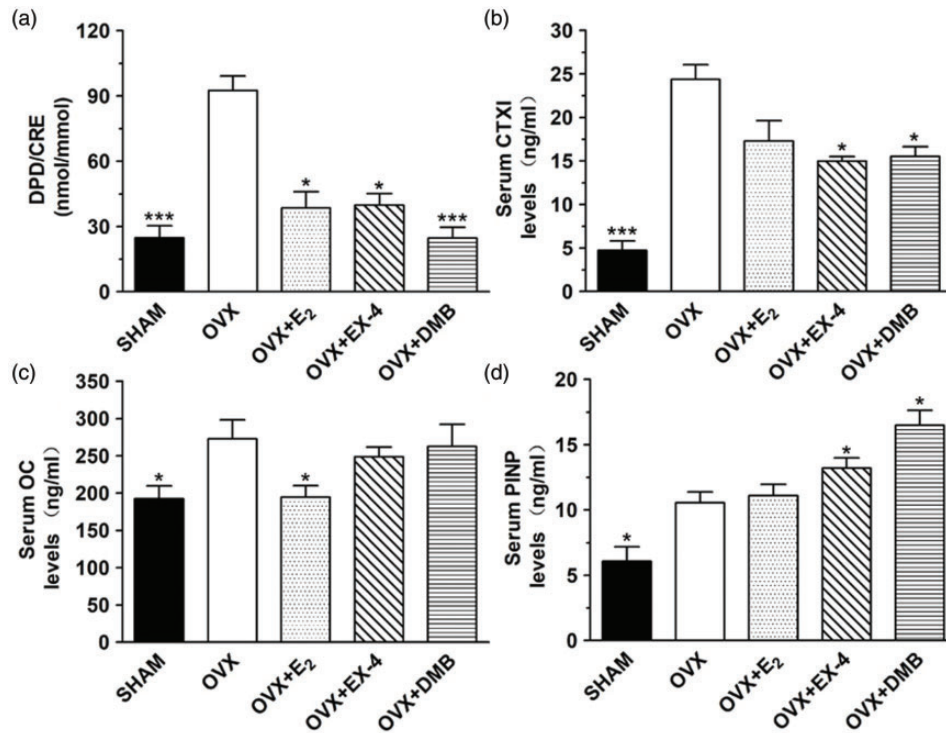 (a)
120
90
60
30
0
DPD/CRE
(nmol/mmol)
***
*
*
***
SHAM
OVX
OVX+E₂
OVX+EX-4
OVX+DMB
(b)
30
25
20
15
10
5
0
Serum CTXI
levels（ng/ml）
***
*
*
SHAM
OVX
OVX+E₂
OVX+EX-4
OVX+DMB
(c)
350
300
250
200
150
100
50
0
Serum OC
levels（ng/ml）
*
*
SHAM
OVX
OVX+E₂
OVX+EX-4
OVX+DMB
(d)
20
15
10
5
0
Serum PINP
levels（ng/ml）
*
*
*
SHAM
OVX
OVX+E₂
OVX+EX-4
OVX+DMB